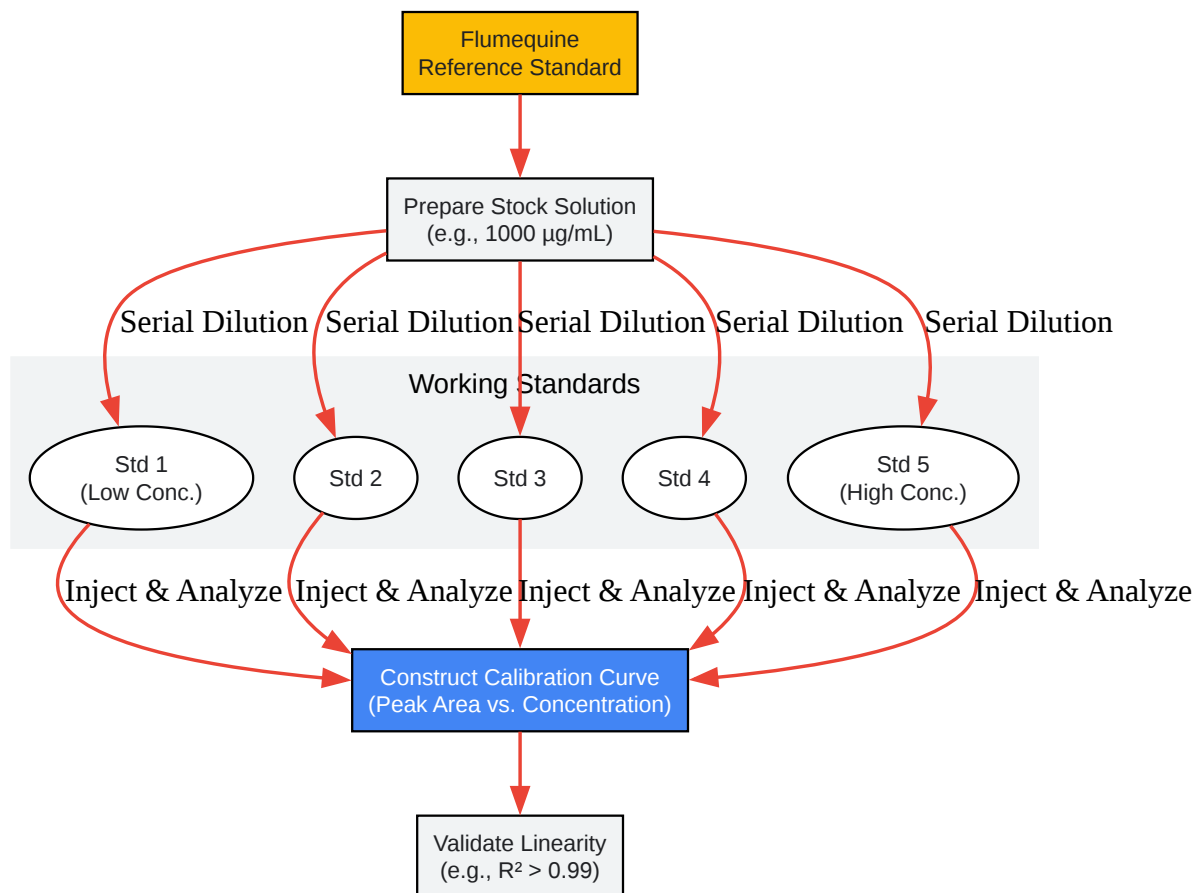 Flumequine
Reference Standard
Prepare Stock Solution
(e.g., 1000 µg/mL)
Serial Dilution
Serial Dilution
Serial Dilution
Serial Dilution
Serial Dilution
Working Standards
Std 1
(Low Conc.)
Std 2
Std 3
Std 4
Std 5
(High Conc.)
Inject & Analyze
Inject & Analyze
Inject & Analyze
Inject & Analyze
Inject & Analyze
Construct Calibration Curve
(Peak Area vs. Concentration)
Validate Linearity
(e.g., R² > 0.99)